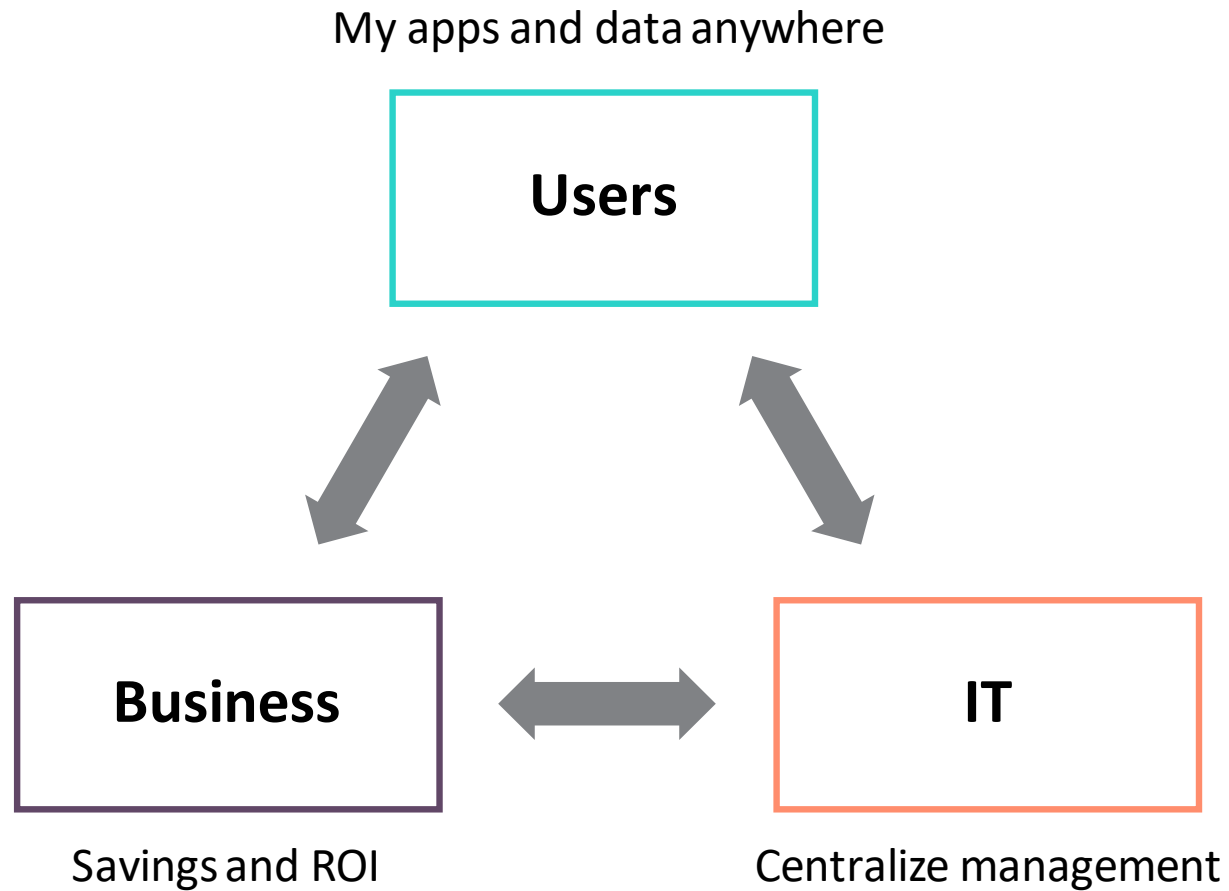 My apps and data anywhere
Users
Business
IT
Savings and ROI
Centralize management